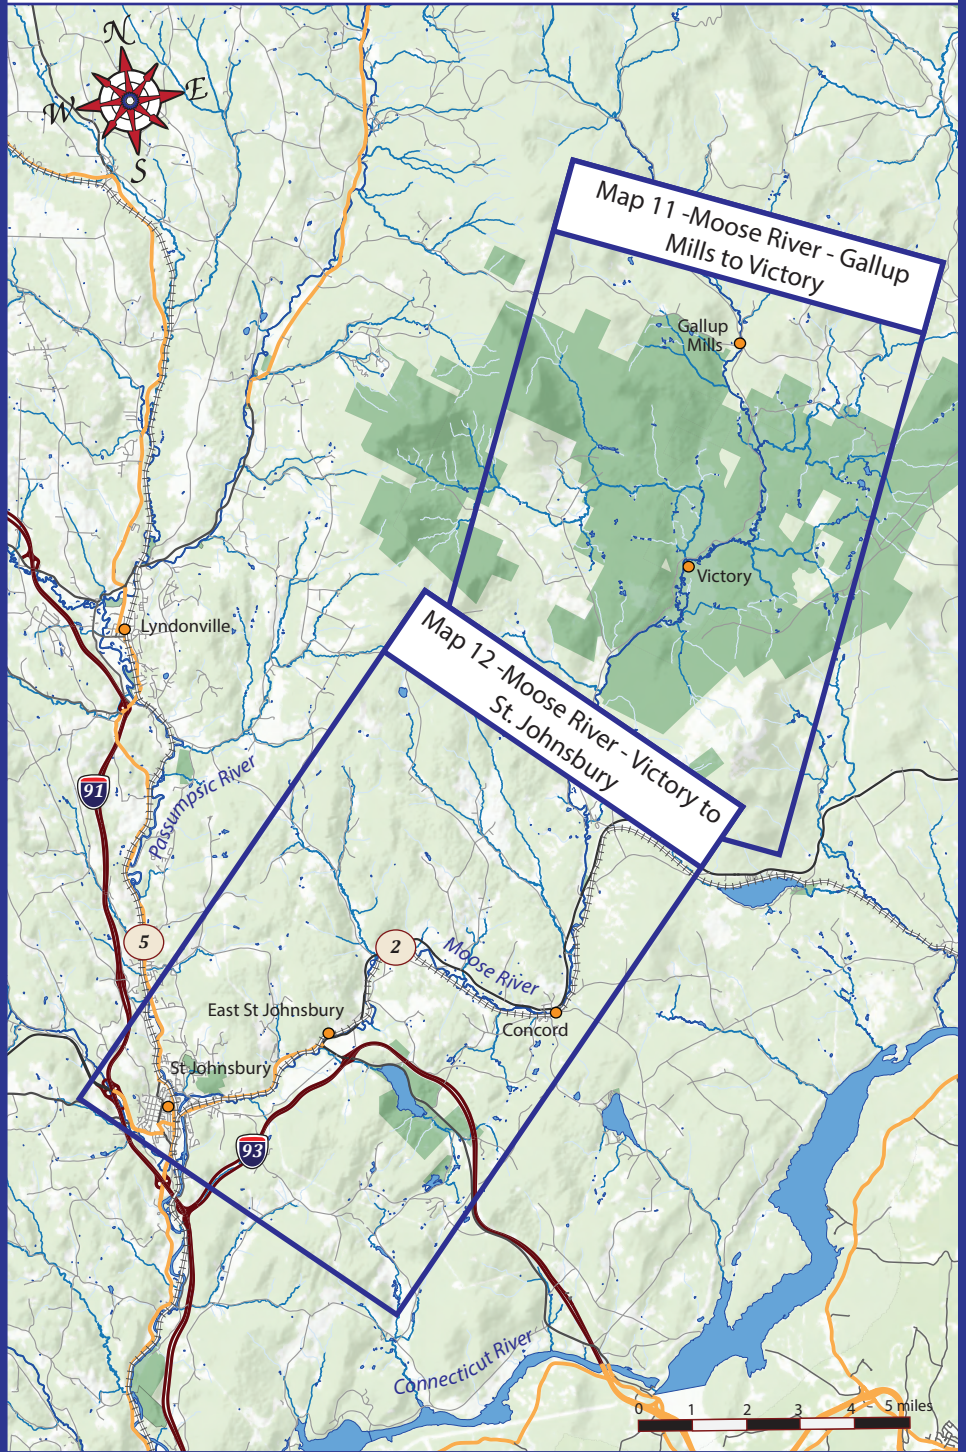 N
W
E
S
Map 11 -Moose River - Gallup
Mills to Victory
Gallup
Mills
Victory
Lyndonville
Map 12 -Moose River - Victory to
St. Johnsbury
91
Passumpsic River
5
2
Moose River
East St Johnsbury
Concord
St Johnsbury
93
Connecticut River
0 1 2 3 4 5 miles